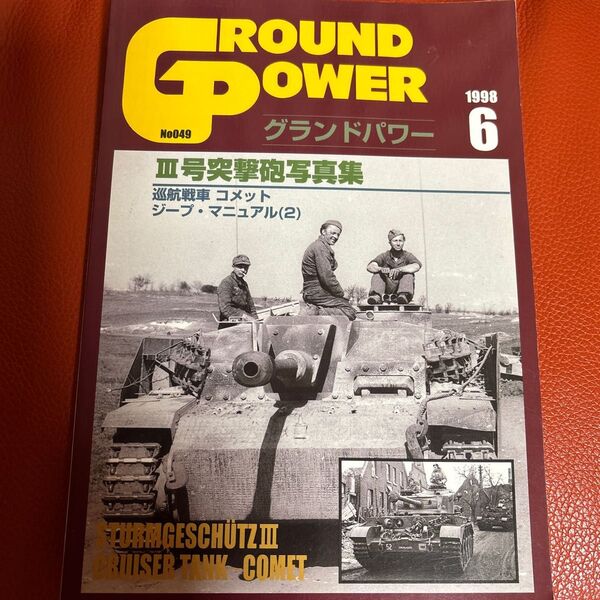 GROUND
POWER
No049
グランドパワー
1998
6
III号突撃砲写真集
巡航戦車 コメット
ジープ・マニュアル(2)
STURMGESCHÜTZ III
CRUISER TANK COMET